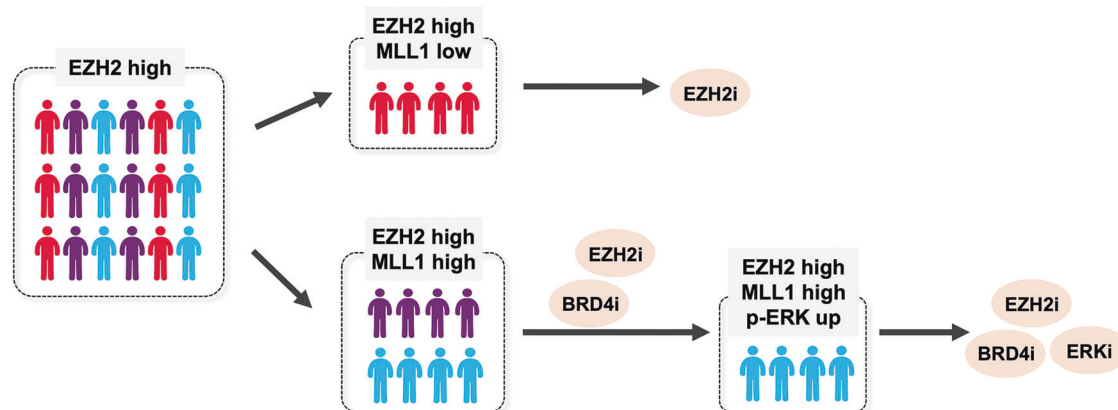 EZH2 high
EZH2 high
MLL1 low
EZH2i
EZH2 high
MLL1 high
EZH2i
BRD4i
EZH2 high
MLL1 high
p-ERK up
EZH2i
BRD4i
ERKi